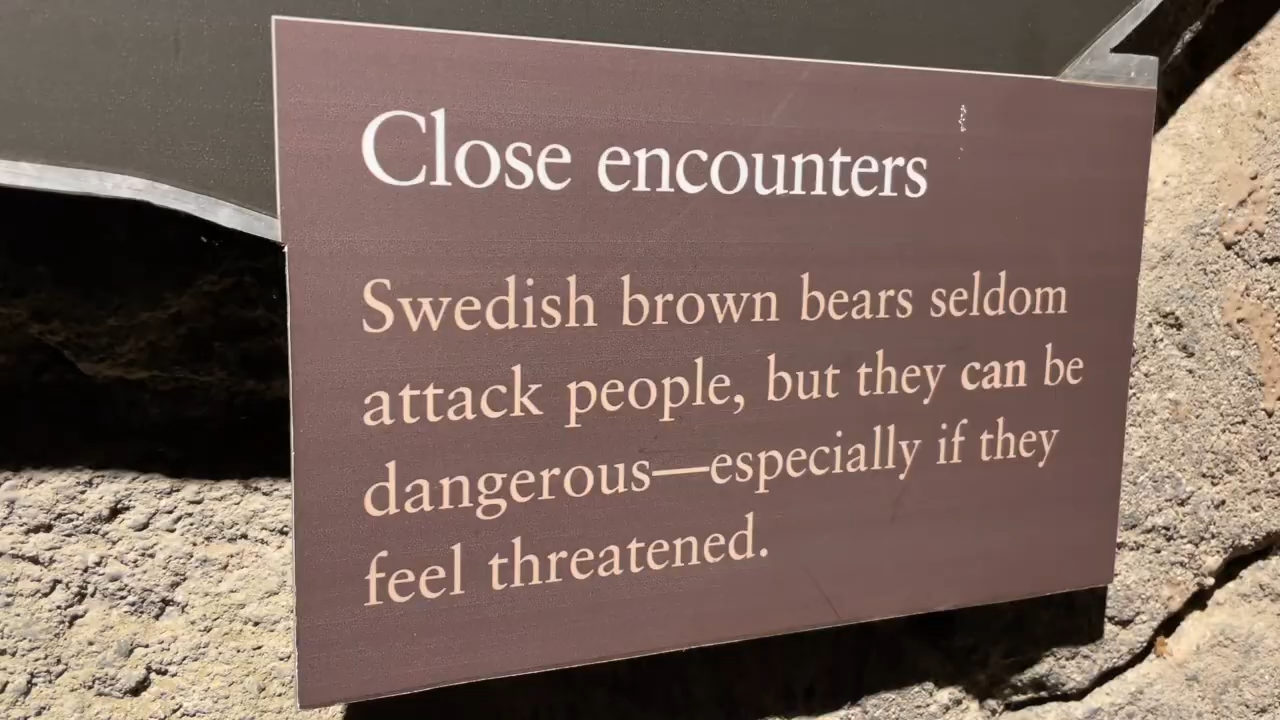 Close encounters
Swedish brown bears seldom
attack people, but they can be
dangerous—especially if they
feel threatened.